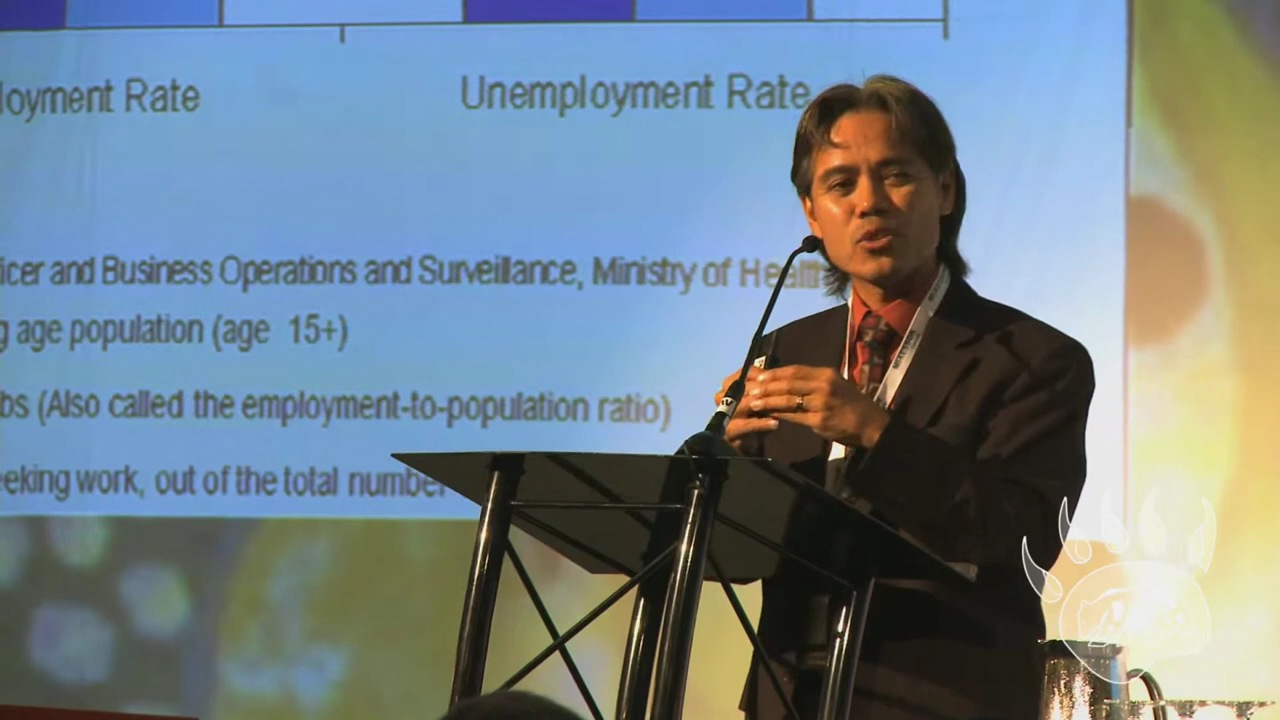 loyment Rate
Unemployment Rate
icer and Business Operations and Surveillance, Ministry of Health
g age population (age 15+)
bs (Also called the employment-to-population ratio)
eeking work, out of the total number